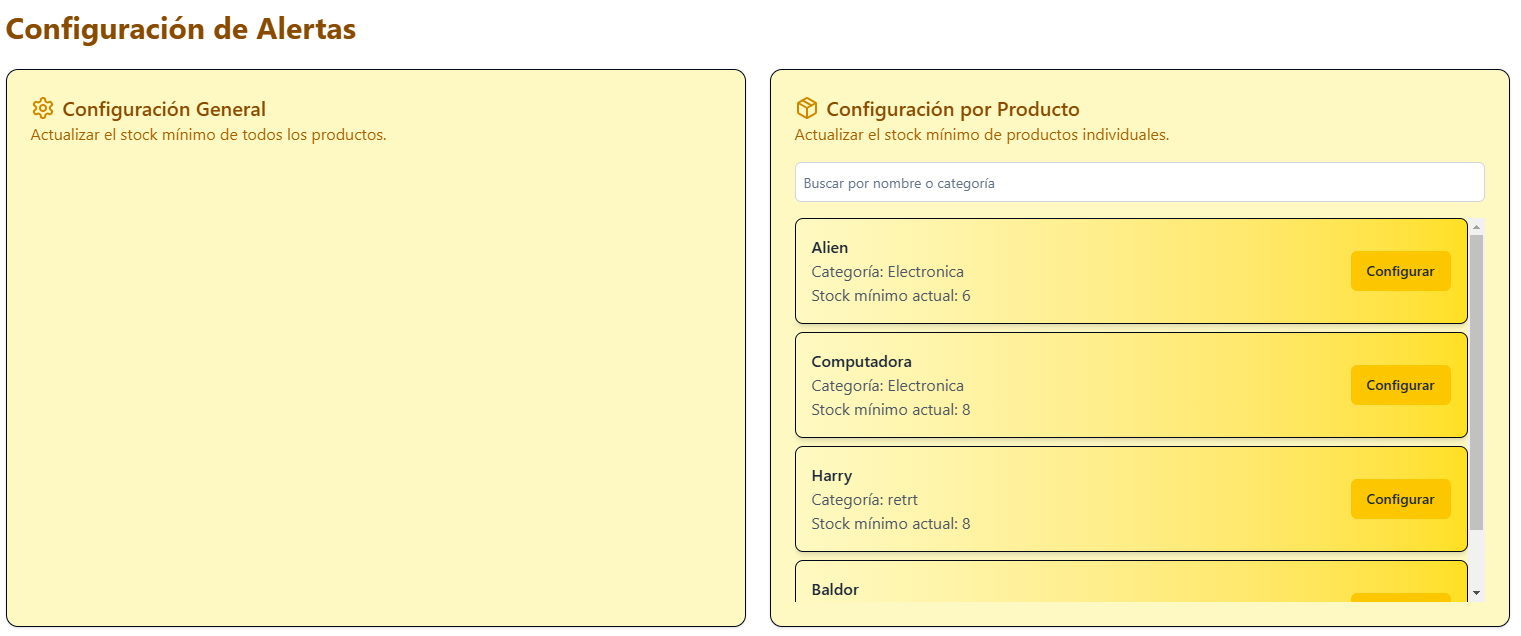 Configuración de Alertas
Configuración General
Actualizar el stock mínimo de todos los productos.
Configuración por Producto
Actualizar el stock mínimo de productos individuales.
Buscar por nombre o categoría
Alien
Categoría: Electronica
Stock mínimo actual: 6
Configurar
Computadora
Categoría: Electronica
Stock mínimo actual: 8
Configurar
Harry
Categoría: retrt
Stock mínimo actual: 8
Configurar
Baldor